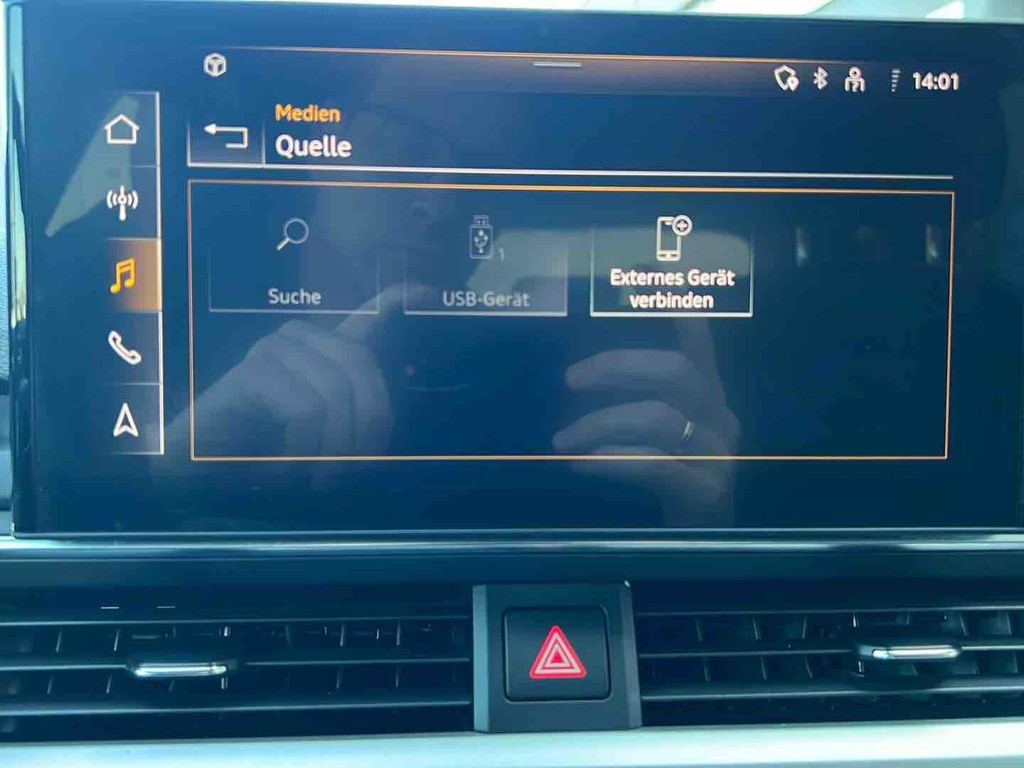 14:01
Medien
Quelle
1
Suche
USB-Gerät
Externes Gerät
verbinden